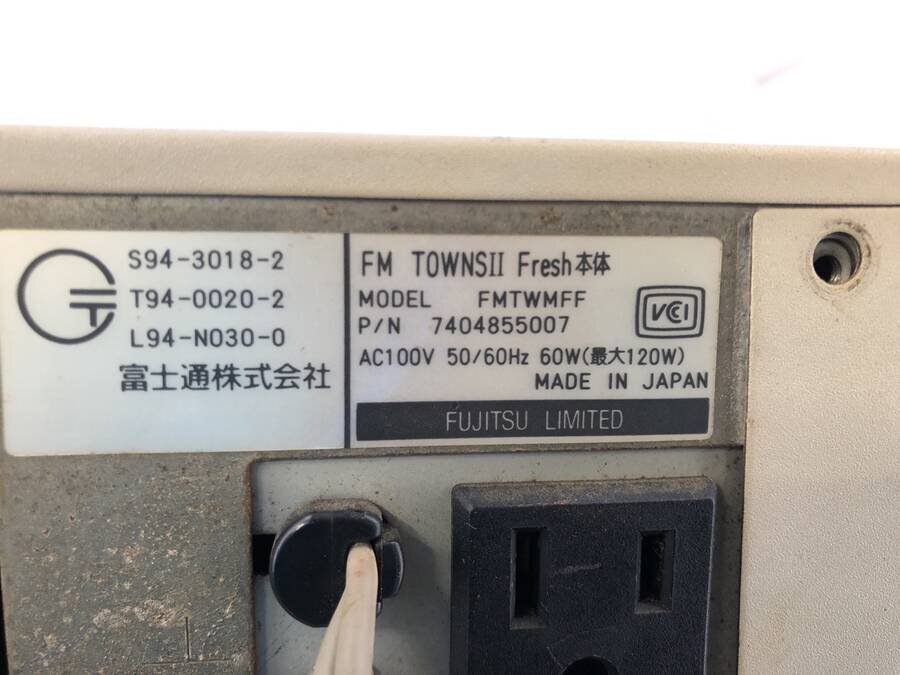 S94-3018-2
T94-0020-2
L94-N030-0
富士通株式会社
FM TOWNSII Fresh本体
MODEL FMTWMFF
P/N 7404855007
VCCI
AC100V 50/60Hz 60W(最大120W)
MADE IN JAPAN
FUJITSU LIMITED